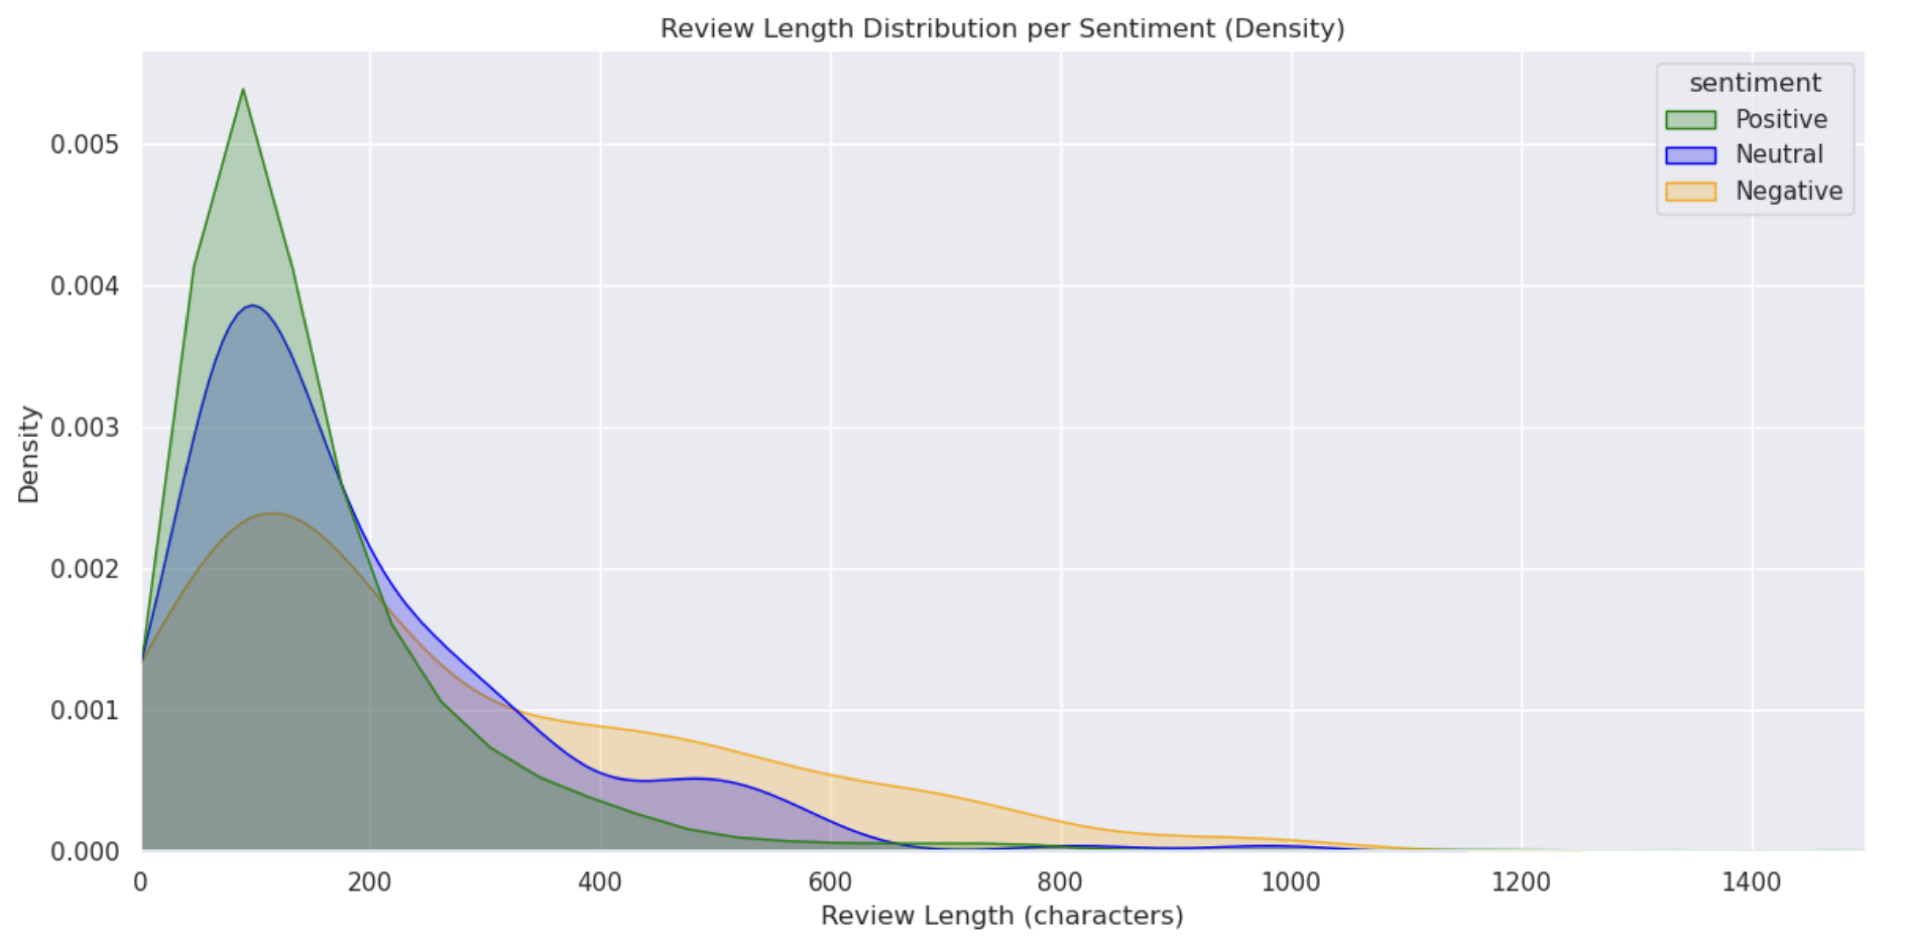 Review Length Distribution per Sentiment (Density)
sentiment
Positive
Neutral
Negative
Density
0.005
0.004
0.003
0.002
0.001
0.000
0 200 400 600 800 1000 1200 1400
Review Length (characters)